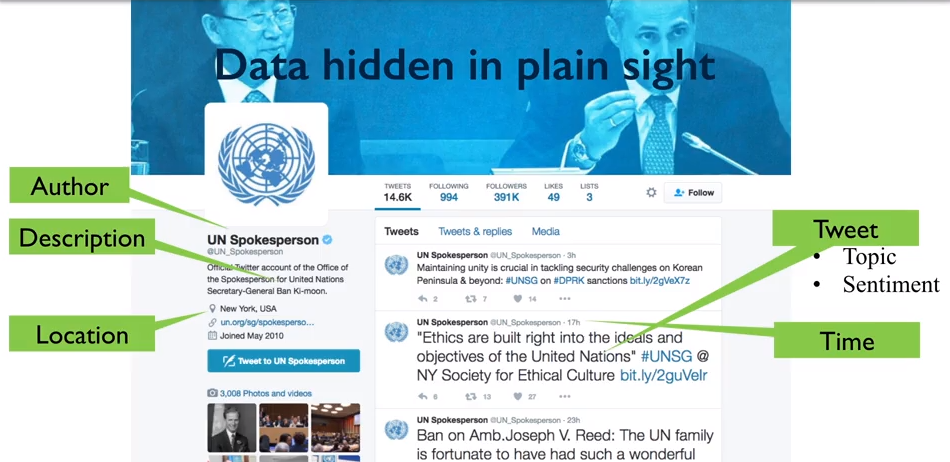 Data hidden in plain sight
Author
Description
Location
UN Spokesperson
@UN_Spokesperson
Official Twitter account of the Office of
the Spokesperson for United Nations
Secretary-General Ban Ki-moon.
New York, USA
un.org/sg/spokesperso...
Joined May 2010
Tweet to UN Spokesperson
3,008 Photos and videos
TWEETS
14.6K
FOLLOWING
994
FOLLOWERS
391K
LIKES
49
LISTS
3
Follow
Tweets
Tweets & replies
Media
UN Spokesperson @UN_Spokesperson · 3h
Maintaining unity is crucial in tackling security challenges on Korean
Peninsula & beyond: #UNSG on #DPRK sanctions bit.ly/2gVeX7z
2 7 14
UN Spokesperson @UN_Spokesperson · 17h
"Ethics are built right into the ideals and
objectives of the United Nations" #UNSG @
NY Society for Ethical Culture bit.ly/2guVelr
6 13 27
UN Spokesperson @UN_Spokesperson · 23h
Ban on Amb.Joseph V. Reed: The UN family
is fortunate to have had such a wonderful
Tweet
• Topic
• Sentiment
Time